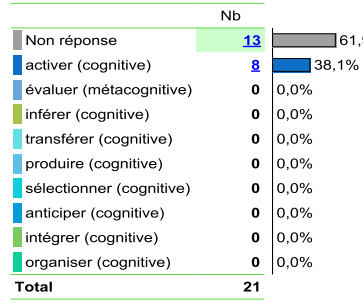 Nb
Non réponse 13 61,9
activer (cognitive) 8 38,1%
évaluer (métacognitive) 0 0,0%
inférer (cognitive) 0 0,0%
transférer (cognitive) 0 0,0%
produire (cognitive) 0 0,0%
sélectionner (cognitive) 0 0,0%
anticiper (cognitive) 0 0,0%
intégrer (cognitive) 0 0,0%
organiser (cognitive) 0 0,0%
Total 21